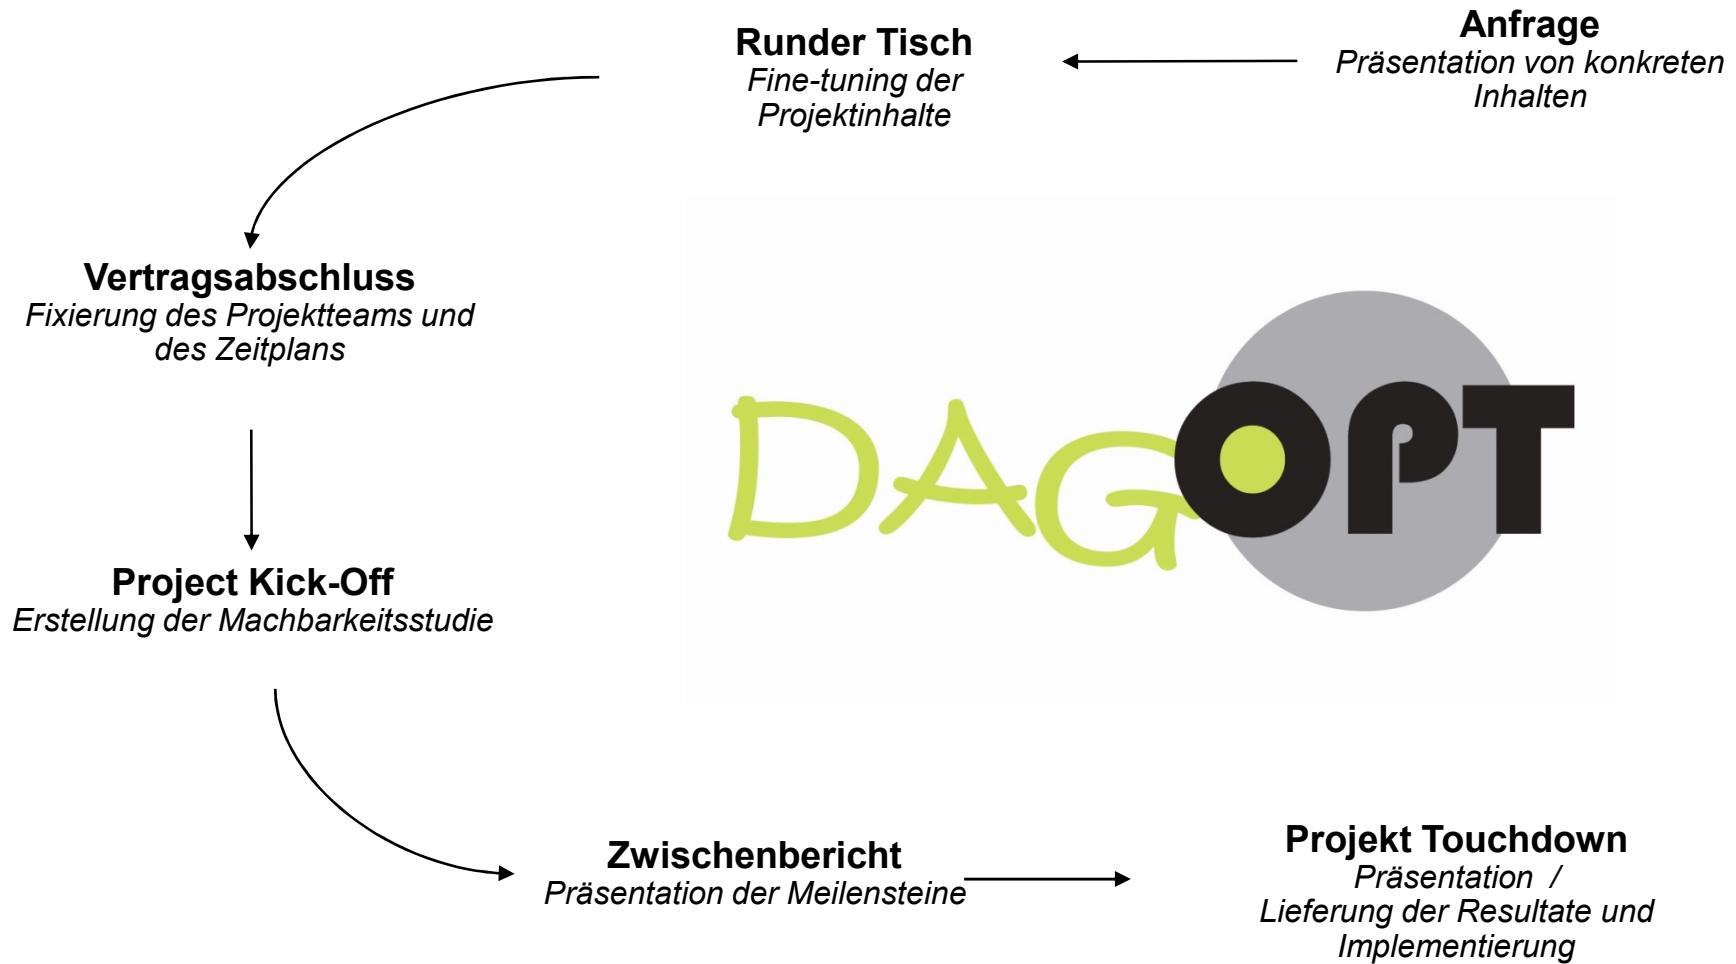 Anfrage
Präsentation von konkreten
Inhalten
Runder Tisch
Fine-tuning der
Projektinhalte
Vertragsabschluss
Fixierung des Projektteams und
des Zeitplans
DAGOPT
Project Kick-Off
Erstellung der Machbarkeitsstudie
Zwischenbericht
Präsentation der Meilensteine
Projekt Touchdown
Präsentation /
Lieferung der Resultate und
Implementierung